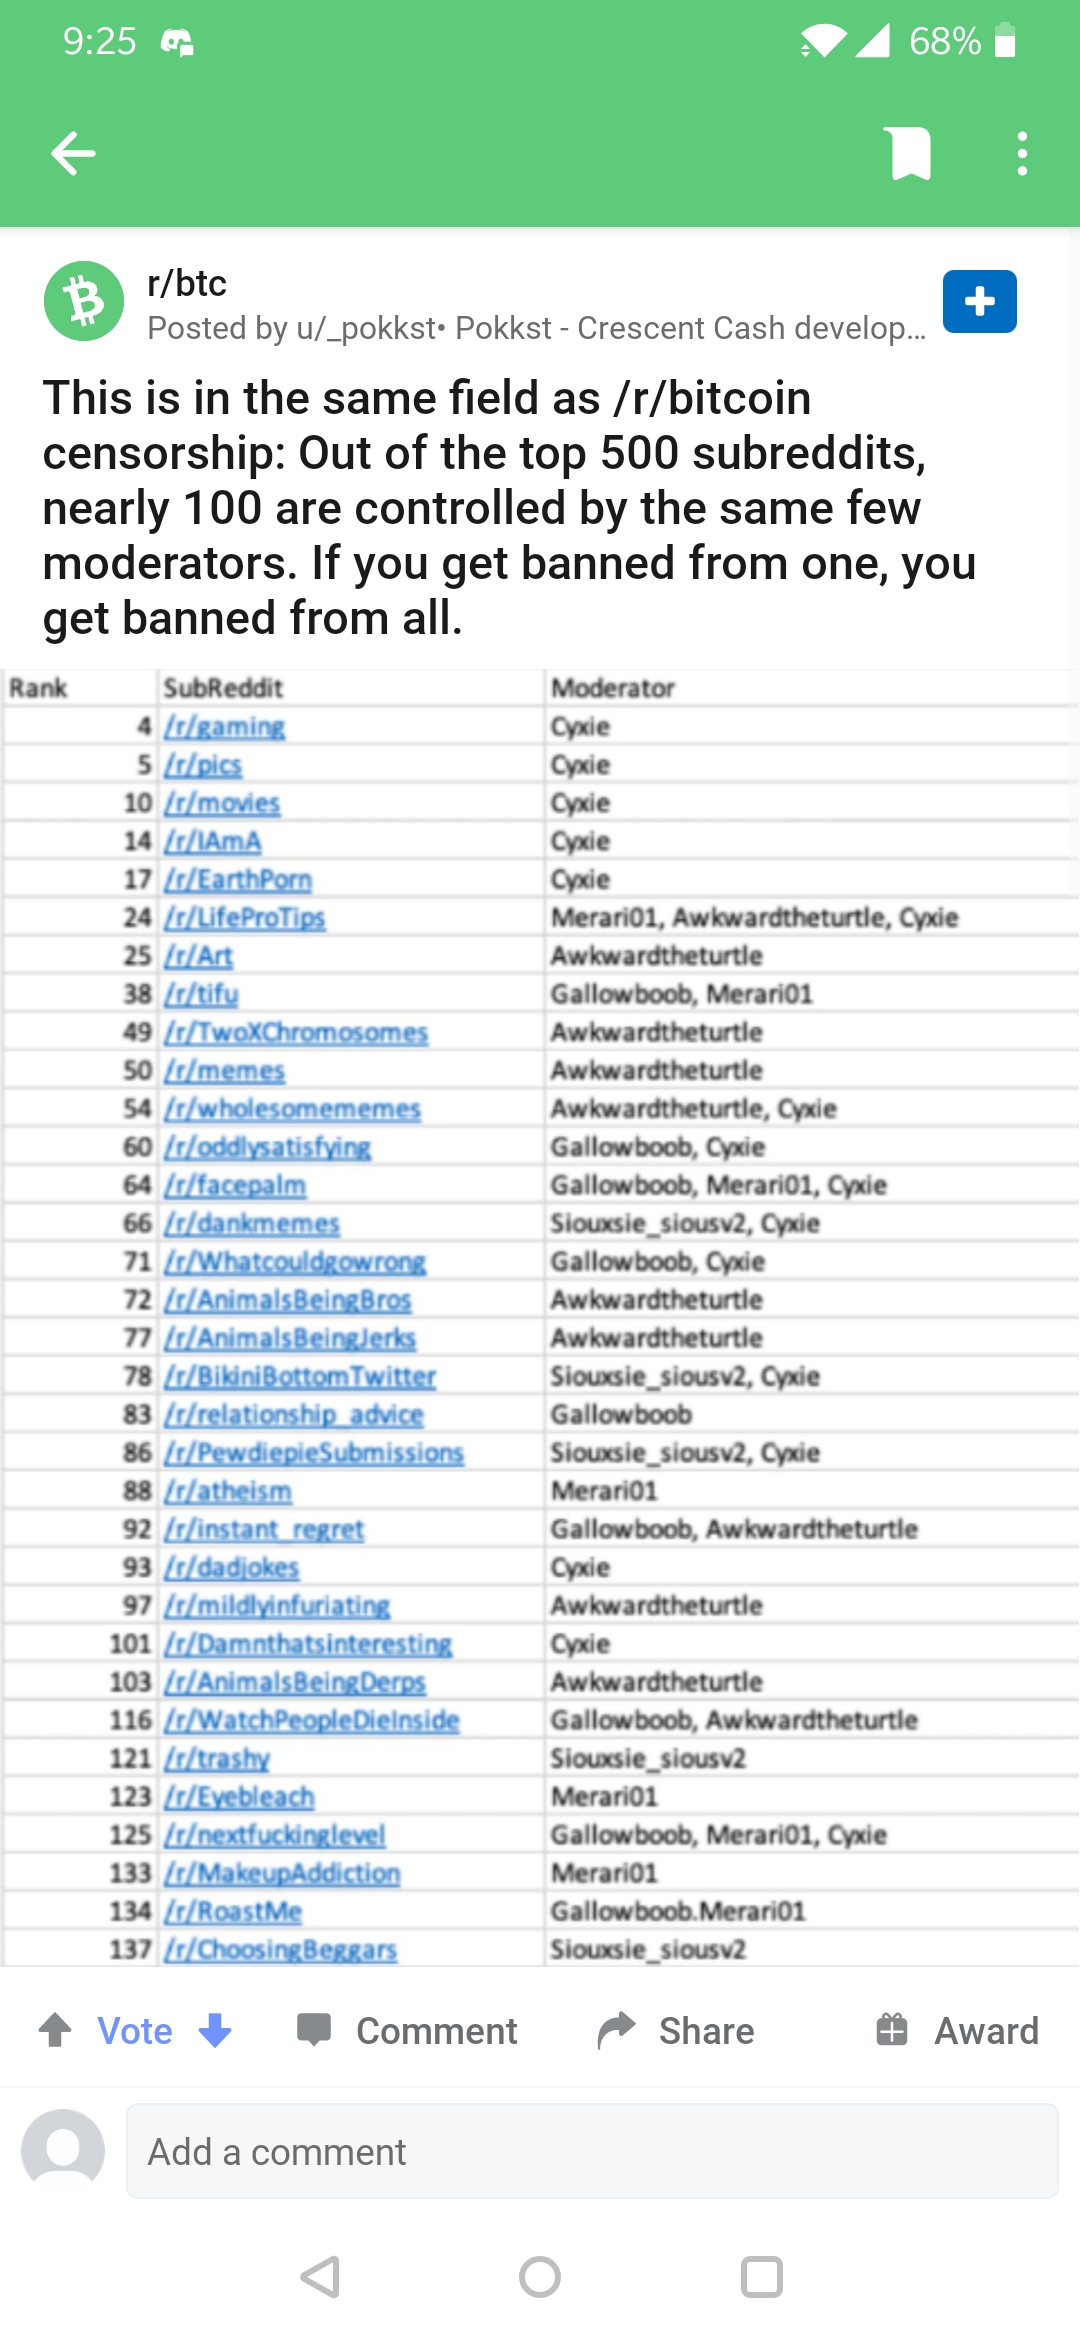 9:25 68%
r/btc
Posted by u/_pokkst• Pokkst - Crescent Cash develop...
This is in the same field as /r/bitcoin
censorship: Out of the top 500 subreddits,
nearly 100 are controlled by the same few
moderators. If you get banned from one, you
get banned from all.
Rank SubReddit Moderator
4 /r/gaming Cyxie
5 /r/pics Cyxie
10 /r/movies Cyxie
14 /r/IAmA Cyxie
17 /r/EarthPorn Cyxie
24 /r/LifeProTips Merari01, Awkwardtheturtle, Cyxie
25 /r/Art Awkwardtheturtle
38 /r/tifu Gallowboob, Merari01
49 /r/TwoXChromosomes Awkwardtheturtle
50 /r/memes Awkwardtheturtle
54 /r/wholesomememes Awkwardtheturtle, Cyxie
60 /r/oddlysatisfying Gallowboob, Cyxie
64 /r/facepalm Gallowboob, Merari01, Cyxie
66 /r/dankmemes Siouxsie_siousv2, Cyxie
71 /r/Whatcouldgowrong Gallowboob, Cyxie
72 /r/AnimalsBeingBros Awkwardtheturtle
77 /r/AnimalsBeingJerks Awkwardtheturtle
78 /r/BikiniBottomTwitter Siouxsie_siousv2, Cyxie
83 /r/relationship_advice Gallowboob
86 /r/PewdiepieSubmissions Siouxsie_siousv2, Cyxie
88 /r/atheism Merari01
92 /r/instant_regret Gallowboob, Awkwardtheturtle
93 /r/dadjokes Cyxie
97 /r/mildlyinfuriating Awkwardtheturtle
101 /r/Damnthatsinteresting Cyxie
103 /r/AnimalsBeingDerps Awkwardtheturtle
116 /r/WatchPeopleDieInside Gallowboob, Awkwardtheturtle
121 /r/trashy Siouxsie_siousv2
123 /r/Eyebleach Merari01
125 /r/nextfuckinglevel Gallowboob, Merari01, Cyxie
133 /r/MakeupAddiction Merari01
134 /r/RoastMe Gallowboob.Merari01
137 /r/ChoosingBeggars Siouxsie_siousv2
Vote Comment Share Award
Add a comment